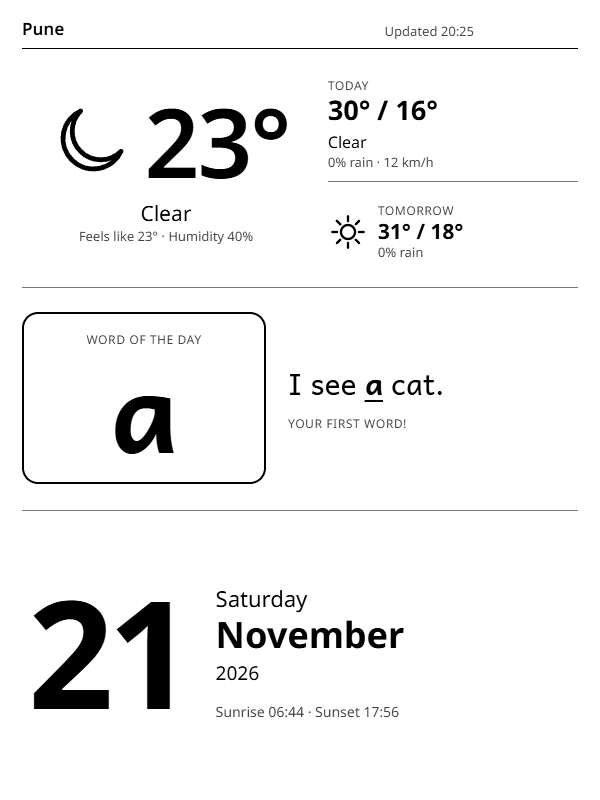 Pune
Updated 20:25
23°
Clear
Feels like 23° · Humidity 40%
TODAY
30° / 16°
Clear
0% rain · 12 km/h
TOMORROW
31° / 18°
0% rain
WORD OF THE DAY
a
I see a cat.
YOUR FIRST WORD!
21
Saturday
November
2026
Sunrise 06:44 · Sunset 17:56